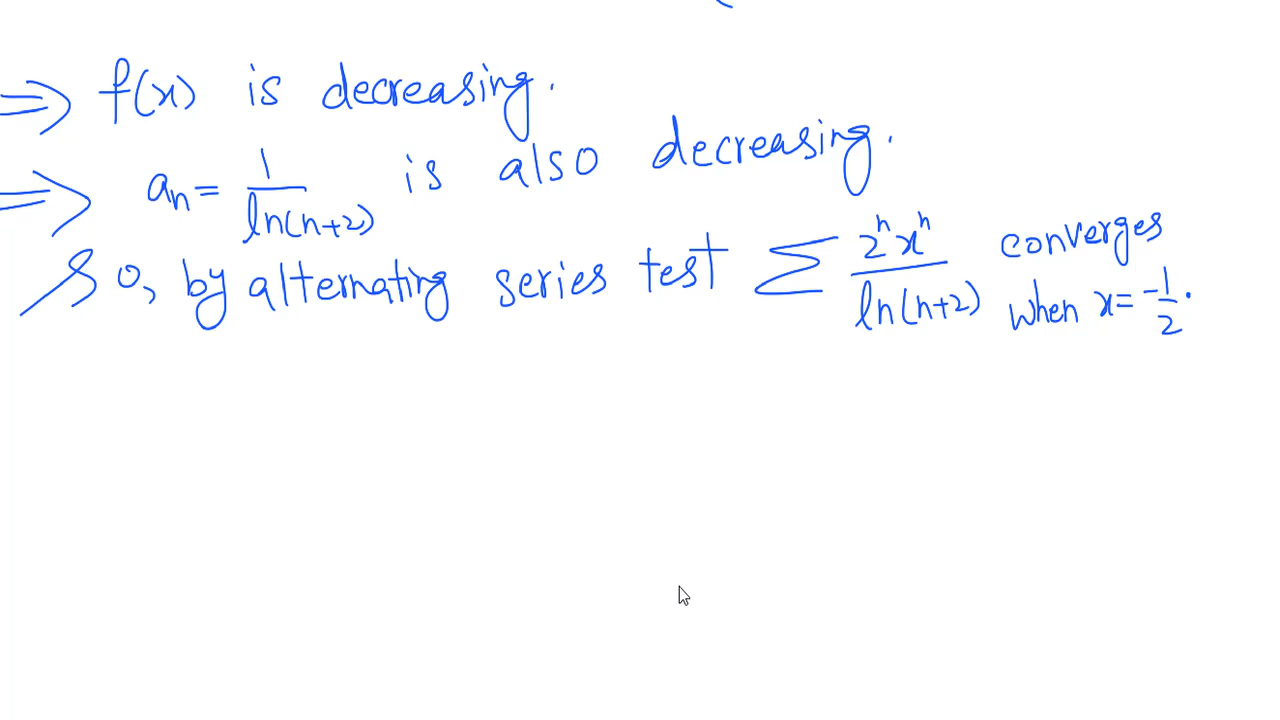 ⇒ f(x) is decreasing.
⇒ aₙ = 1/ln(n+2) is also decreasing.
So, by alternating series test ∑ 2ⁿxⁿ/ln(n+2) converges when x = -1/2.